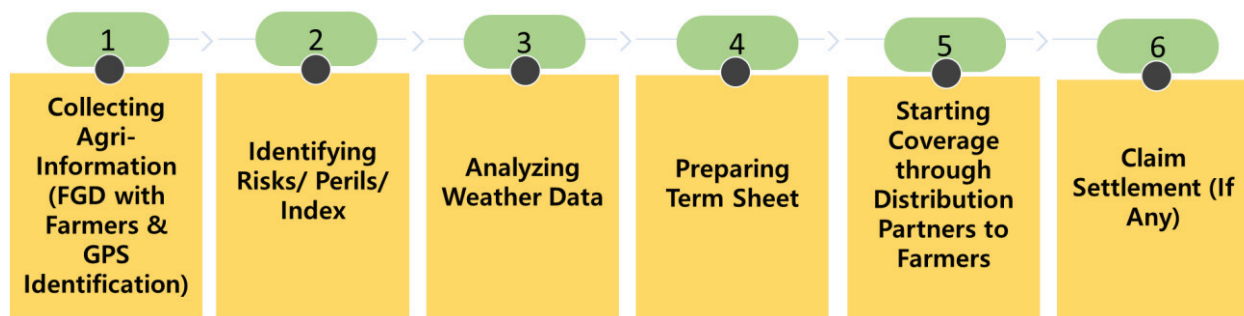 1
Collecting
Agri-
Information
(FGD with
Farmers &
GPS
Identification)
2
Identifying
Risks/ Perils/
Index
3
Analyzing
Weather Data
4
Preparing
Term Sheet
5
Starting
Coverage
through
Distribution
Partners to
Farmers
6
Claim
Settlement (If
Any)